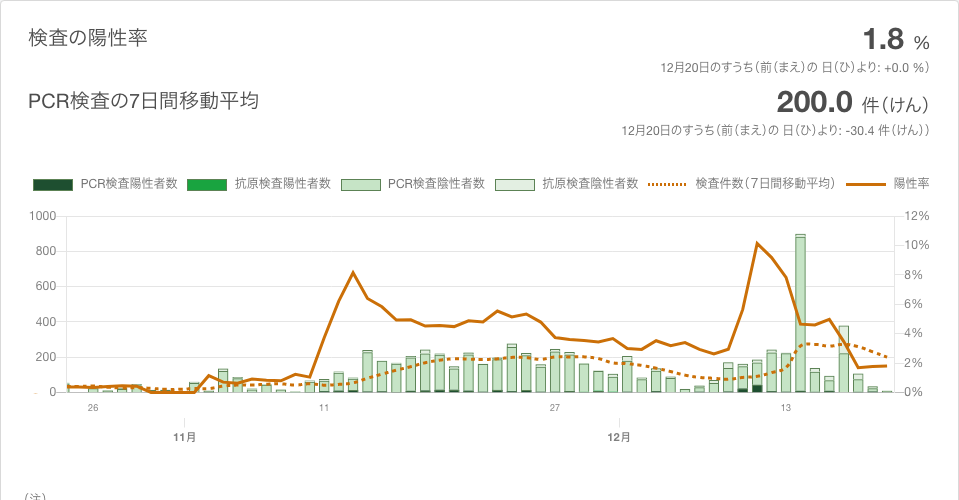 検査の陽性率
1.8 %
12月20日のすうち(前(まえ)の 日(ひ)より: +0.0 %)
PCR検査の7日間移動平均
200.0 件(けん)
12月20日のすうち(前(まえ)の 日(ひ)より: -30.4 件(けん))
PCR検査陽性者数 抗原検査陽性者数 PCR検査陰性者数 抗原検査陰性者数 検査件数(7日間移動平均) 陽性率
1000 12%
800 10%
600 8%
400 6%
200 4%
0 2%
0%
26 11 27 13
11月 12月
(注)